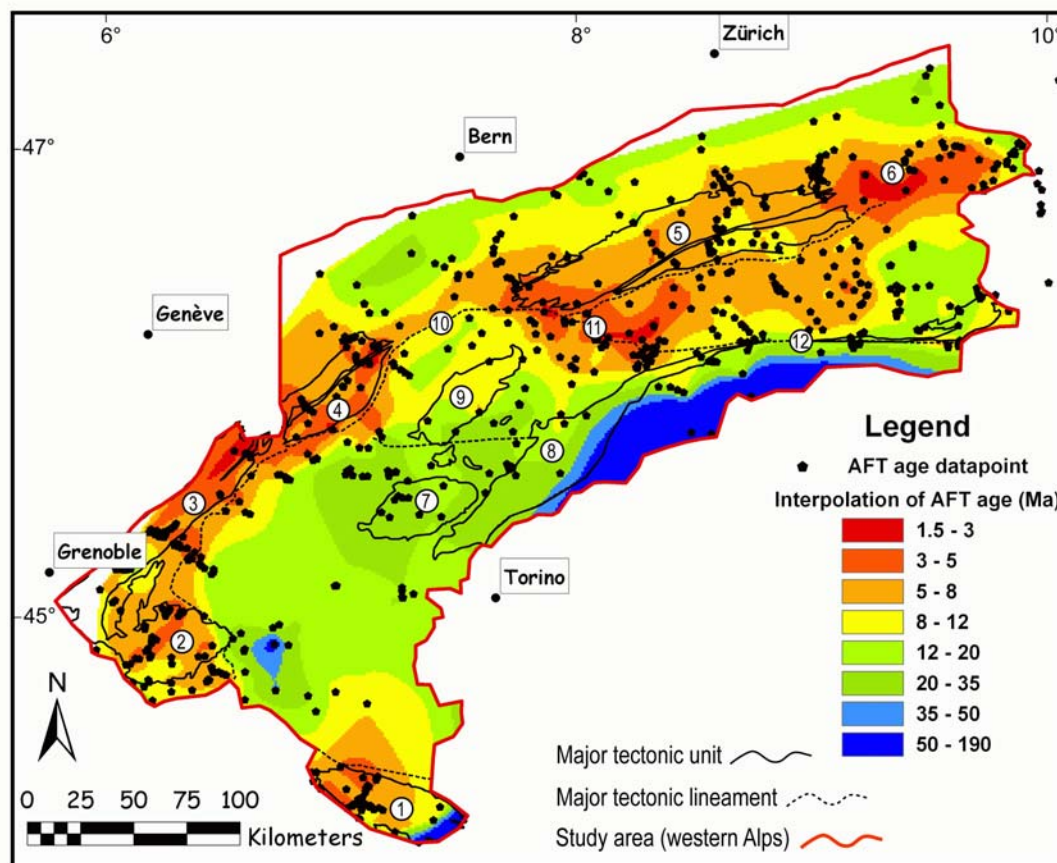 6°
8°
10°
Zürich
47°
Bern
6
5
Genève
10
11
12
9
4
8
Legend
AFT age datapoint
7
3
Interpolation of AFT age (Ma)
1.5 - 3
Grenoble
3 - 5
Torino
5 - 8
45°
8 - 12
2
12 - 20
20 - 35
N
35 - 50
50 - 190
Major tectonic unit
0 25 50 75 100
Major tectonic lineament
1
Kilometers
Study area (western Alps)